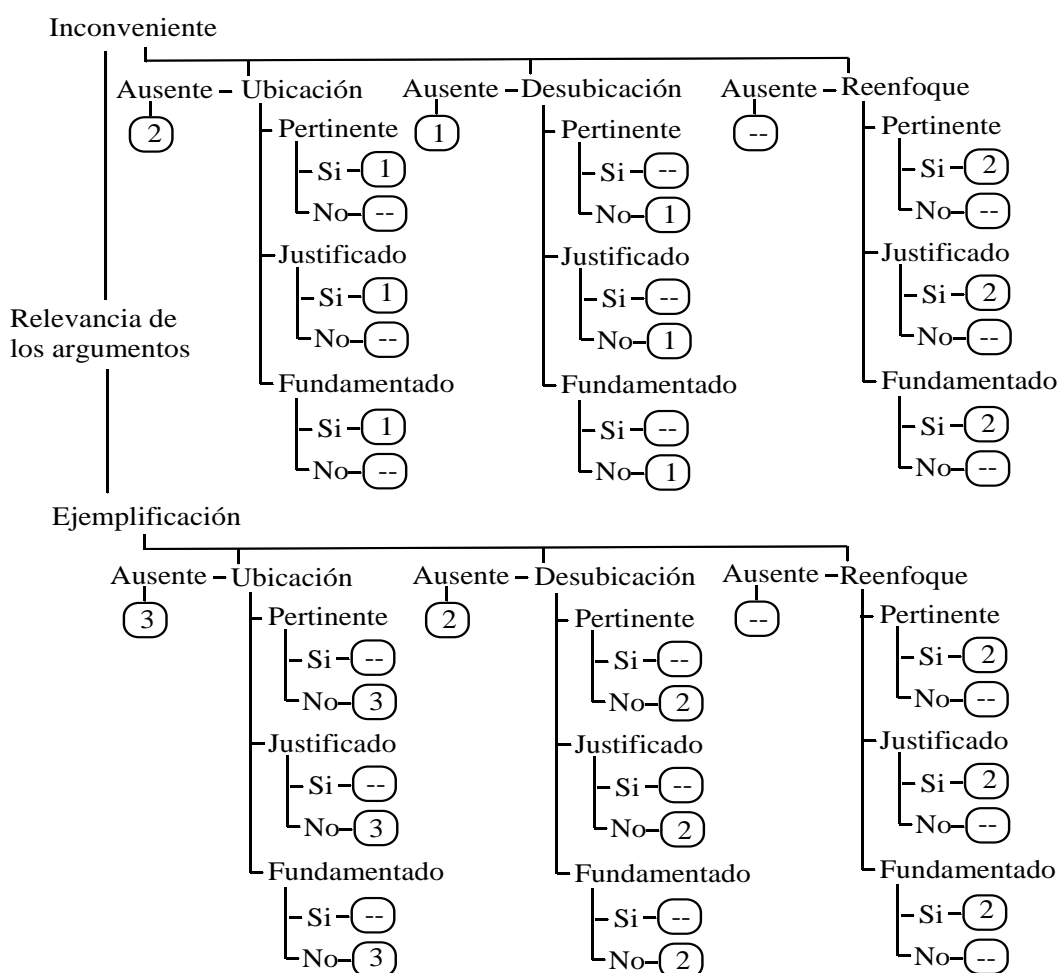 Inconveniente
Ausente Ubicación Ausente Desubicación Ausente Reenfoque
2 Pertinente 1 Pertinente -- Pertinente
Si 1 Si -- Si 2
No -- No 1 No --
Justificado Justificado Justificado
Si 1 Si -- Si 2
No -- No 1 No --
Relevancia de
los argumentos
Fundamentado Fundamentado Fundamentado
Si 1 Si -- Si 2
No -- No 1 No --
Ejemplificación
Ausente Ubicación Ausente Desubicación Ausente Reenfoque
3 Pertinente 2 Pertinente -- Pertinente
Si -- Si -- Si 2
No 3 No 2 No --
Justificado Justificado Justificado
Si -- Si -- Si 2
No 3 No 2 No --
Fundamentado Fundamentado Fundamentado
Si -- Si -- Si 2
No 3 No 2 No --